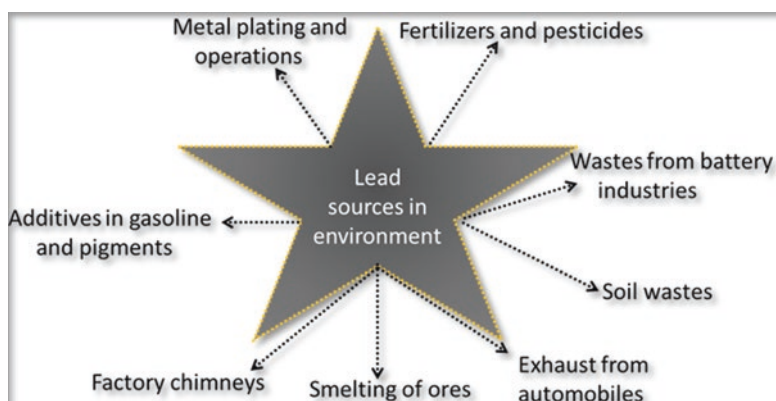 Metal plating and
operations
Fertilizers and pesticides
Lead
sources in
environment
Wastes from battery
industries
Additives in gasoline
and pigments
Soil wastes
Factory chimneys
Smelting of ores
Exhaust from
automobiles